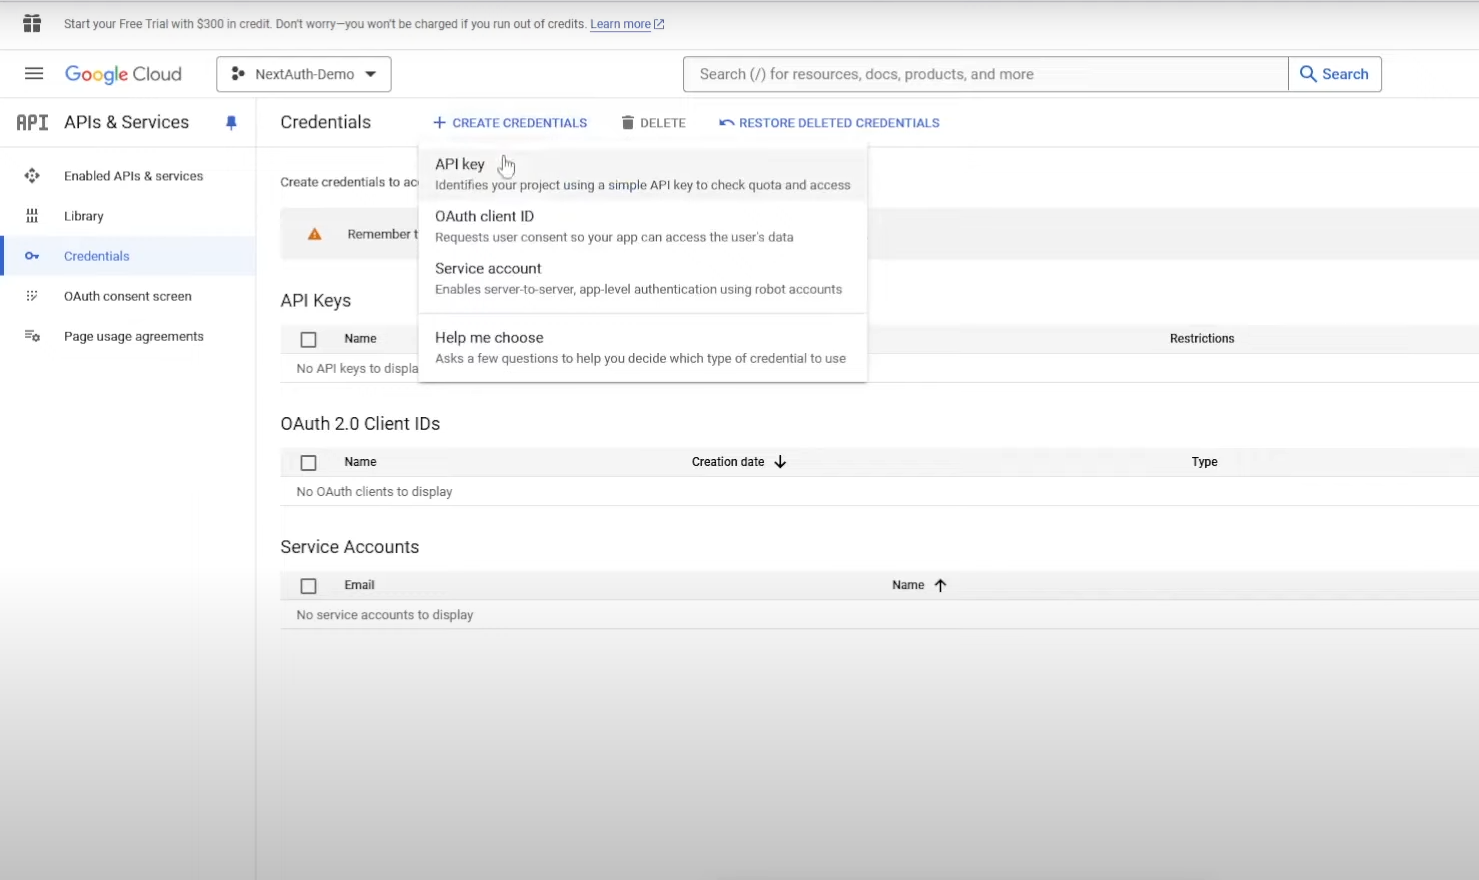 Start your Free Trial with $300 in credit. Don't worry—you won't be charged if you run out of credits. Learn more
Google Cloud
NextAuth-Demo
Search (/) for resources, docs, products, and more
Search
API APIs & Services
Credentials
+ CREATE CREDENTIALS
DELETE
RESTORE DELETED CREDENTIALS
Enabled APIs & services
Library
Credentials
OAuth consent screen
Page usage agreements
Create credentials to ac
Remember t
API key
Identifies your project using a simple API key to check quota and access
OAuth client ID
Requests user consent so your app can access the user's data
Service account
Enables server-to-server, app-level authentication using robot accounts
Help me choose
Asks a few questions to help you decide which type of credential to use
API Keys
Name
Restrictions
No API keys to displa
OAuth 2.0 Client IDs
Name
Creation date
Type
No OAuth clients to display
Service Accounts
Email
Name
No service accounts to display